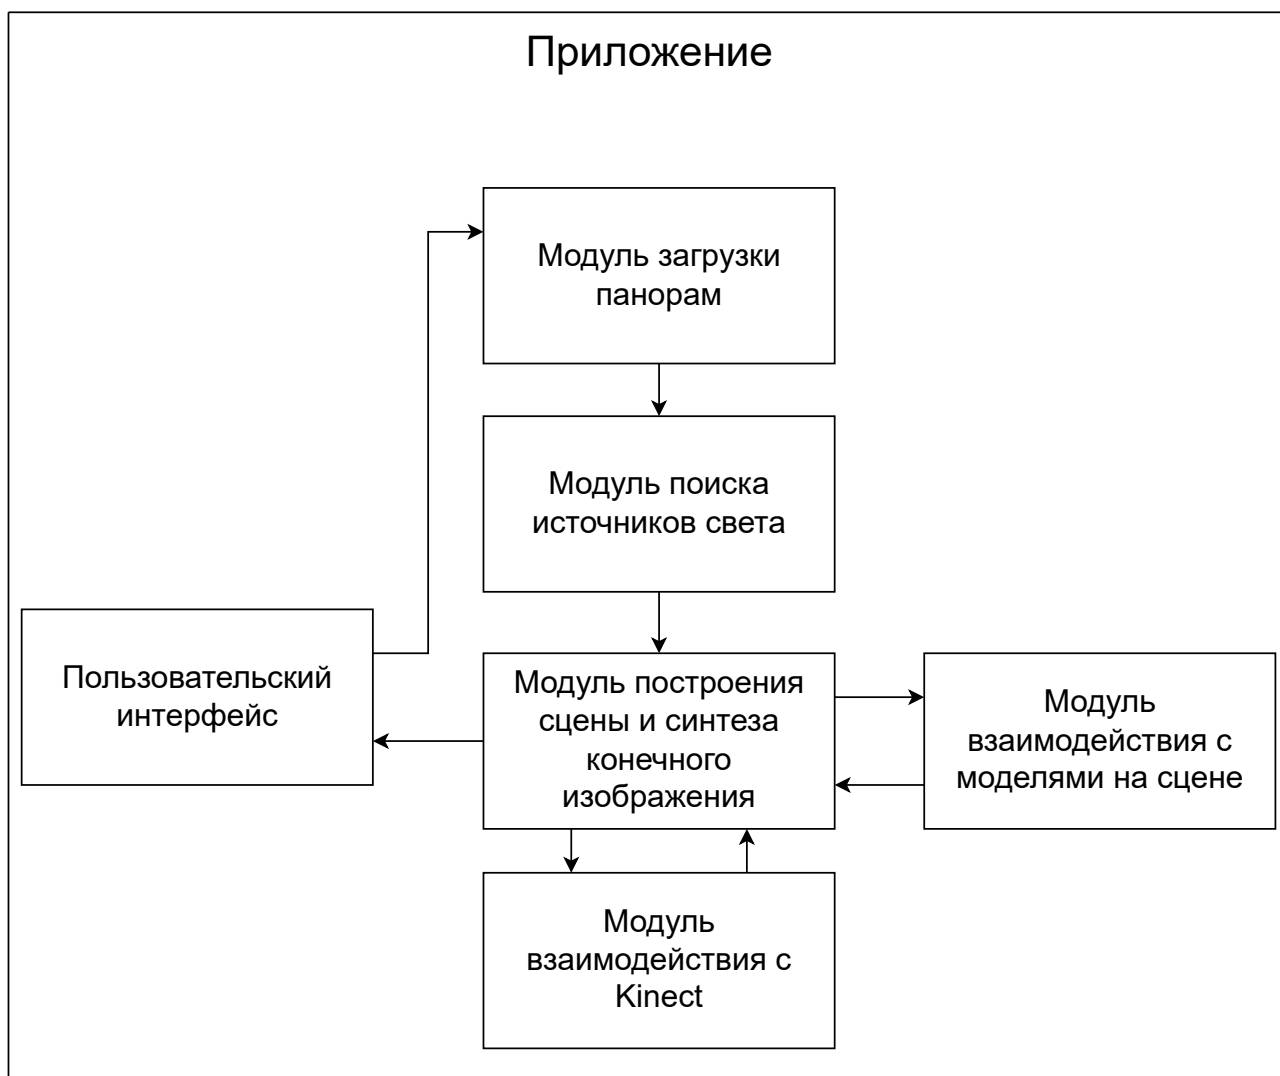 Приложение
Модуль загрузки
панорам
Модуль поиска
источников света
Пользовательский
интерфейс
Модуль построения
сцены и синтеза
конечного
изображения
Модуль
взаимодействия с
моделями на сцене
Модуль
взаимодействия с
Kinect